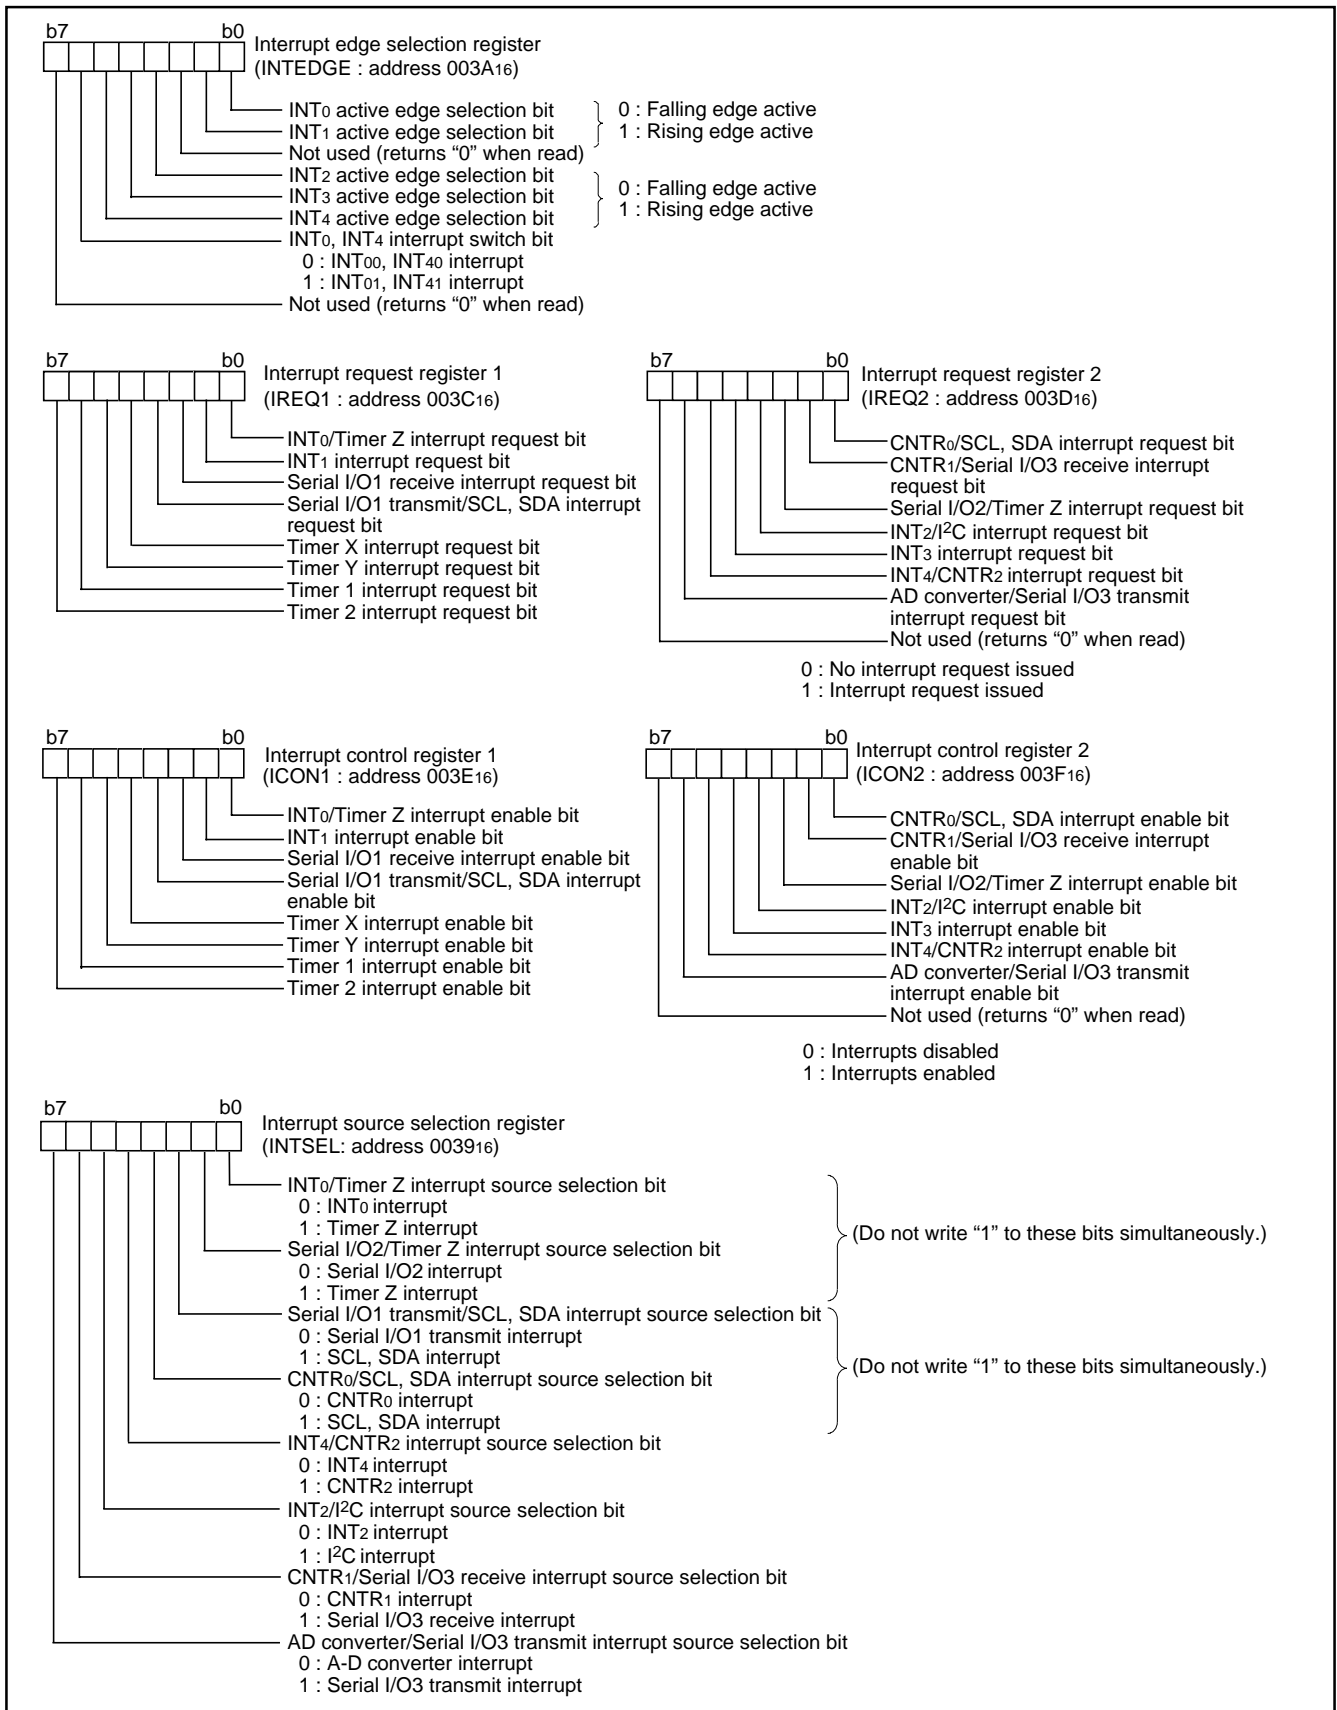 b7 b0
Interrupt edge selection register
(INTEDGE : address 003A16)
INT0 active edge selection bit
INT1 active edge selection bit
Not used (returns “0” when read)
0 : Falling edge active
1 : Rising edge active
INT2 active edge selection bit
INT3 active edge selection bit
INT4 active edge selection bit
0 : Falling edge active
1 : Rising edge active
INT0, INT4 interrupt switch bit
0 : INT00, INT40 interrupt
1 : INT01, INT41 interrupt
Not used (returns “0” when read)
b7 b0
Interrupt request register 1
(IREQ1 : address 003C16)
INT0/Timer Z interrupt request bit
INT1 interrupt request bit
Serial I/O1 receive interrupt request bit
Serial I/O1 transmit/SCL, SDA interrupt
request bit
Timer X interrupt request bit
Timer Y interrupt request bit
Timer 1 interrupt request bit
Timer 2 interrupt request bit
b7 b0
Interrupt request register 2
(IREQ2 : address 003D16)
CNTR0/SCL, SDA interrupt request bit
CNTR1/Serial I/O3 receive interrupt
request bit
Serial I/O2/Timer Z interrupt request bit
INT2/I2C interrupt request bit
INT3 interrupt request bit
INT4/CNTR2 interrupt request bit
AD converter/Serial I/O3 transmit
interrupt request bit
Not used (returns “0” when read)
0 : No interrupt request issued
1 : Interrupt request issued
b7 b0
Interrupt control register 1
(ICON1 : address 003E16)
INT0/Timer Z interrupt enable bit
INT1 interrupt enable bit
Serial I/O1 receive interrupt enable bit
Serial I/O1 transmit/SCL, SDA interrupt
enable bit
Timer X interrupt enable bit
Timer Y interrupt enable bit
Timer 1 interrupt enable bit
Timer 2 interrupt enable bit
b7 b0
Interrupt control register 2
(ICON2 : address 003F16)
CNTR0/SCL, SDA interrupt enable bit
CNTR1/Serial I/O3 receive interrupt
enable bit
Serial I/O2/Timer Z interrupt enable bit
INT2/I2C interrupt enable bit
INT3 interrupt enable bit
INT4/CNTR2 interrupt enable bit
AD converter/Serial I/O3 transmit
interrupt enable bit
Not used (returns “0” when read)
0 : Interrupts disabled
1 : Interrupts enabled
b7 b0
Interrupt source selection register
(INTSEL: address 003916)
INT0/Timer Z interrupt source selection bit
0 : INT0 interrupt
1 : Timer Z interrupt
Serial I/O2/Timer Z interrupt source selection bit
0 : Serial I/O2 interrupt
1 : Timer Z interrupt
(Do not write “1” to these bits simultaneously.)
Serial I/O1 transmit/SCL, SDA interrupt source selection bit
0 : Serial I/O1 transmit interrupt
1 : SCL, SDA interrupt
CNTR0/SCL, SDA interrupt source selection bit
0 : CNTR0 interrupt
1 : SCL, SDA interrupt
(Do not write “1” to these bits simultaneously.)
INT4/CNTR2 interrupt source selection bit
0 : INT4 interrupt
1 : CNTR2 interrupt
INT2/I2C interrupt source selection bit
0 : INT2 interrupt
1 : I2C interrupt
CNTR1/Serial I/O3 receive interrupt source selection bit
0 : CNTR1 interrupt
1 : Serial I/O3 receive interrupt
AD converter/Serial I/O3 transmit interrupt source selection bit
0 : A-D converter interrupt
1 : Serial I/O3 transmit interrupt